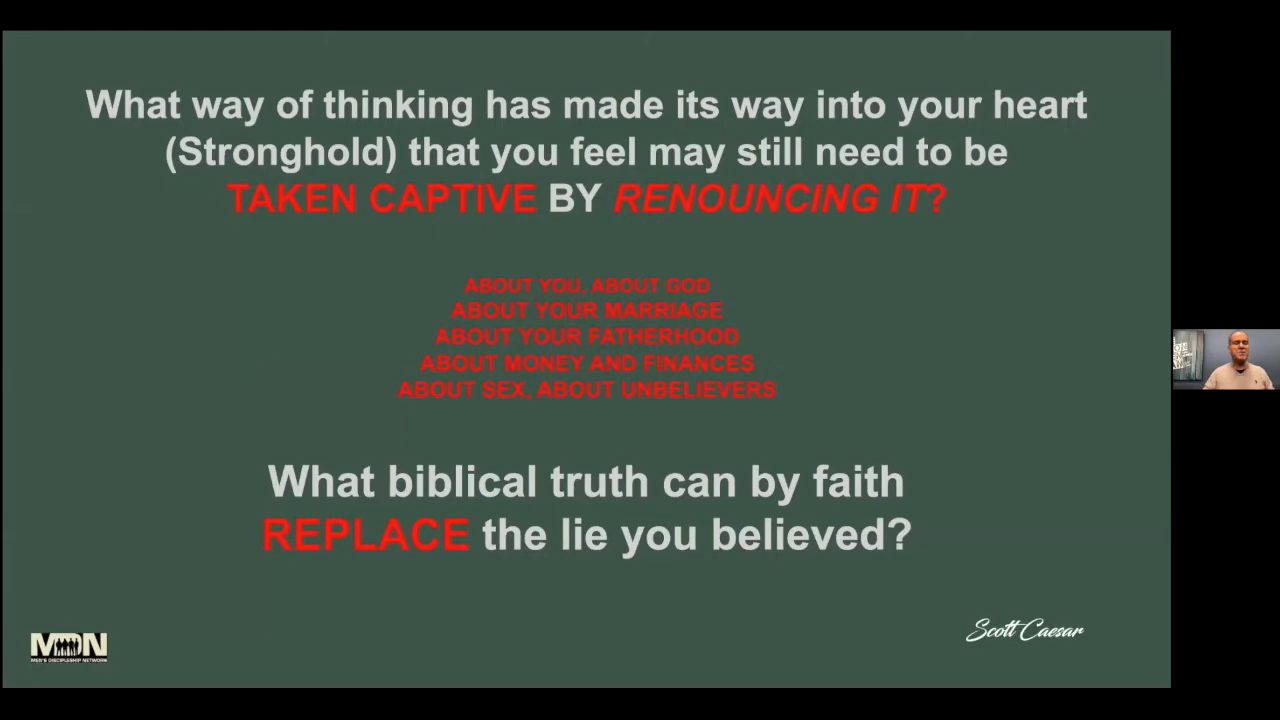 What way of thinking has made its way into your heart
(Stronghold) that you feel may still need to be
TAKEN CAPTIVE BY RENOUNCING IT?
ABOUT YOU, ABOUT GOD
ABOUT YOUR MARRIAGE
ABOUT YOUR FATHERHOOD
ABOUT MONEY AND FINANCES
ABOUT SEX, ABOUT UNBELIEVERS
What biblical truth can by faith
REPLACE the lie you believed?
MDN
MEN'S DISCIPLESHIP NETWORK
Scott Caesar